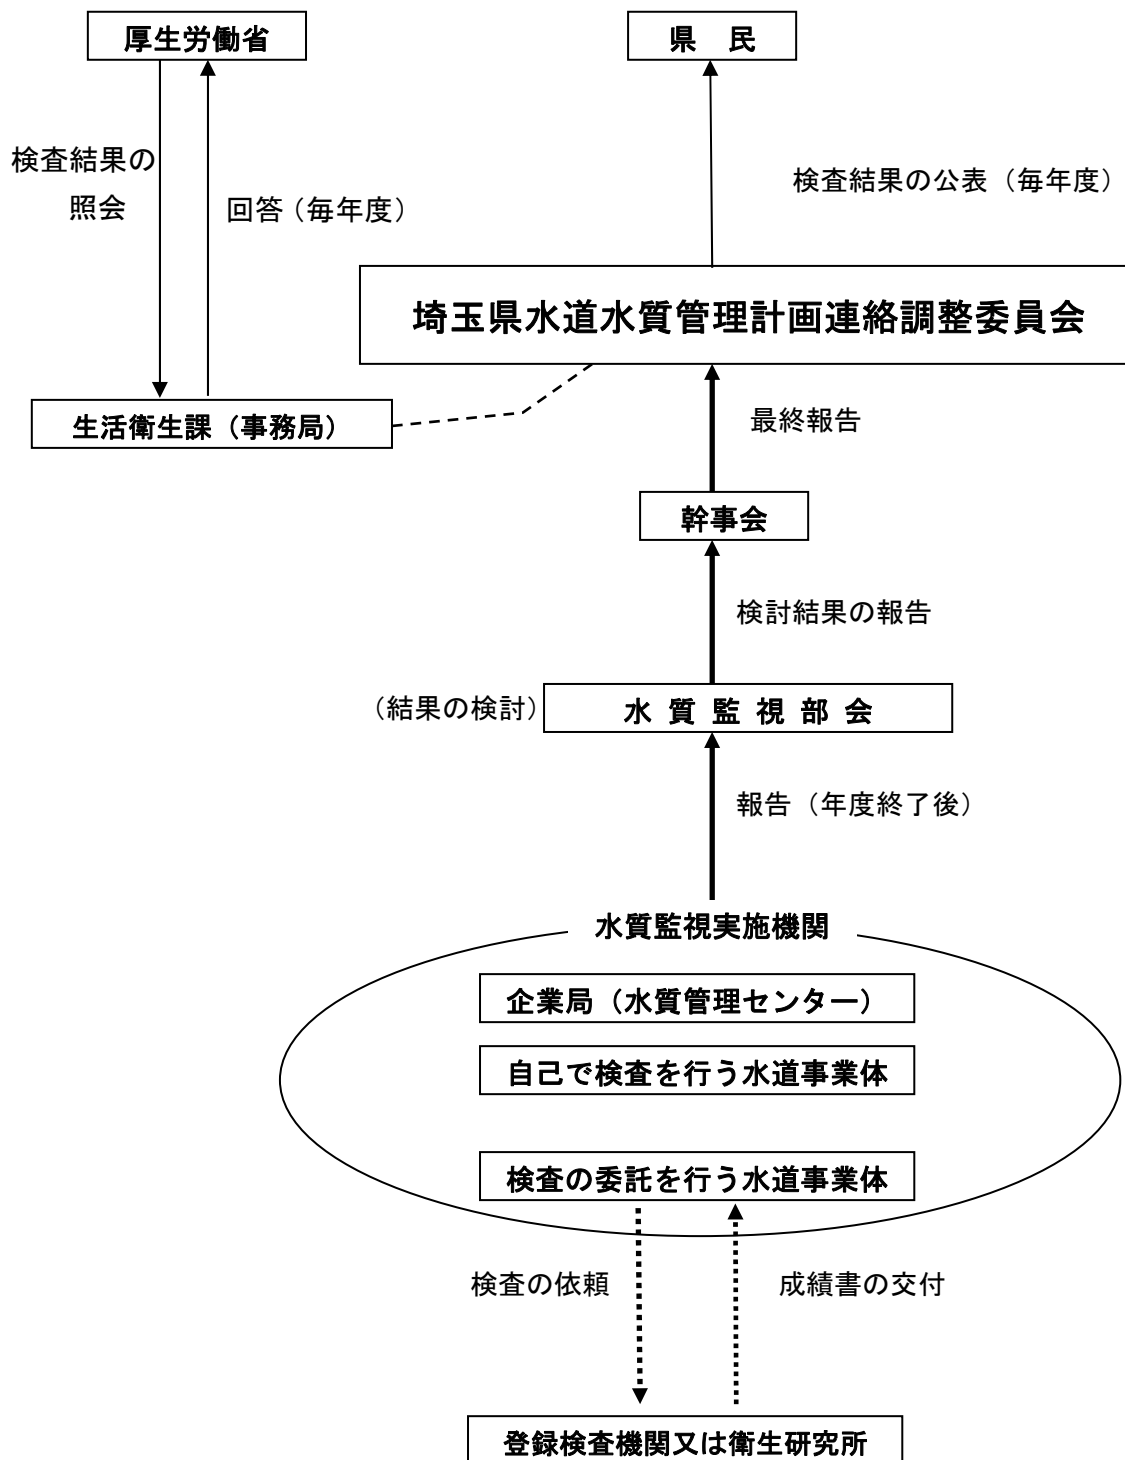 厚生労働省
県　民
検査結果の
照会
回答（毎年度）
検査結果の公表（毎年度）
埼玉県水道水質管理計画連絡調整委員会
生活衛生課（事務局）
最終報告
幹事会
検討結果の報告
（結果の検討）
水 質 監 視 部 会
報告（年度終了後）
水質監視実施機関
企業局（水質管理センター）
自己で検査を行う水道事業体
検査の委託を行う水道事業体
検査の依頼
成績書の交付
登録検査機関又は衛生研究所